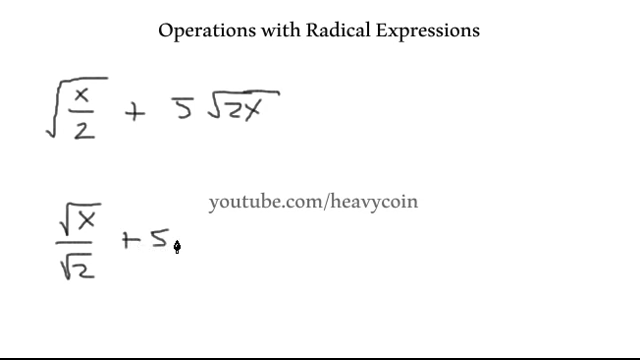 Operations with Radical Expressions
√(x/2) + 5 √(2x)
youtube.com/heavycoin
√x/√2 + 5